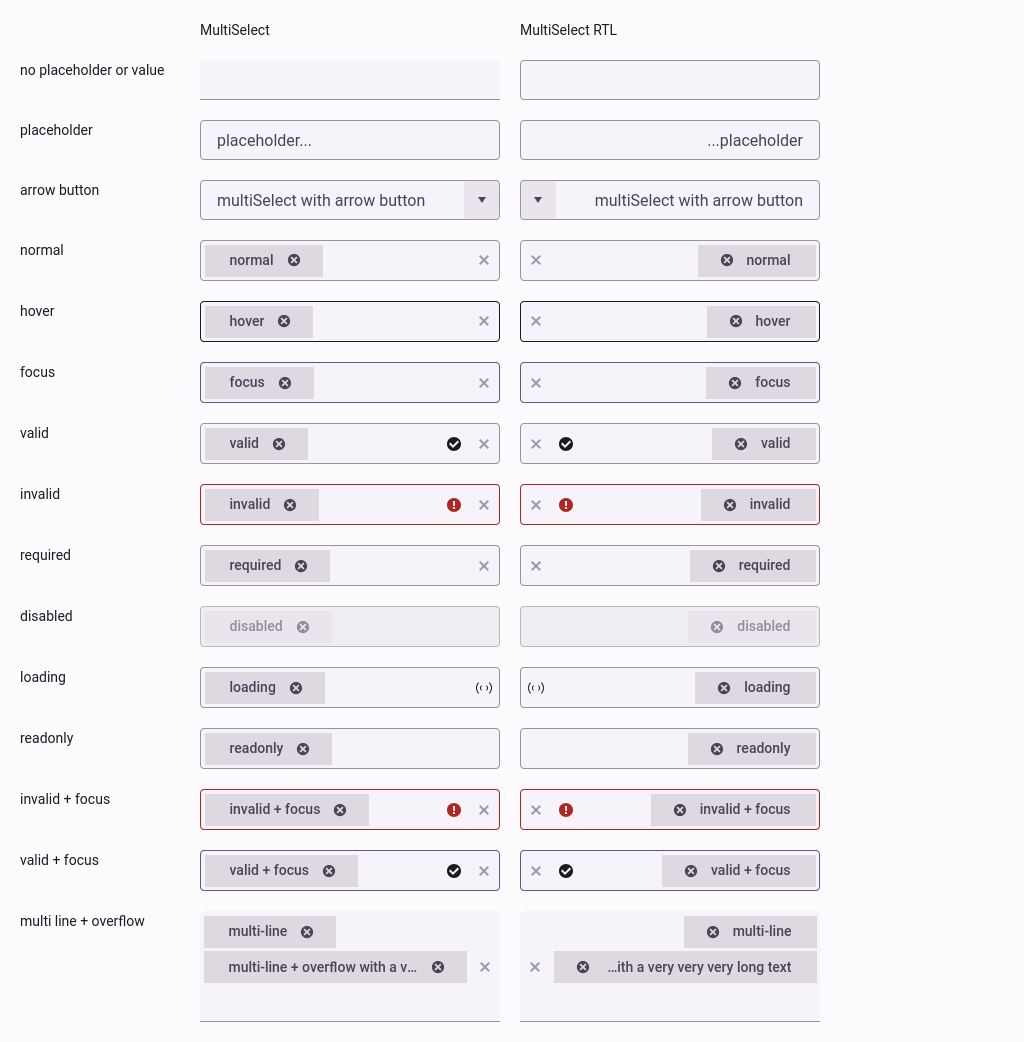 MultiSelect MultiSelect RTL
no placeholder or value
placeholder placeholder... ...placeholder
arrow button multiSelect with arrow button multiSelect with arrow button
normal normal normal
hover hover hover
focus focus focus
valid valid valid
invalid invalid invalid
required required required
disabled disabled disabled
loading loading loading
readonly readonly readonly
invalid + focus invalid + focus invalid + focus
valid + focus valid + focus valid + focus
multi line + overflow multi-line multi-line
multi-line + overflow with a v... ...ith a very very very long text